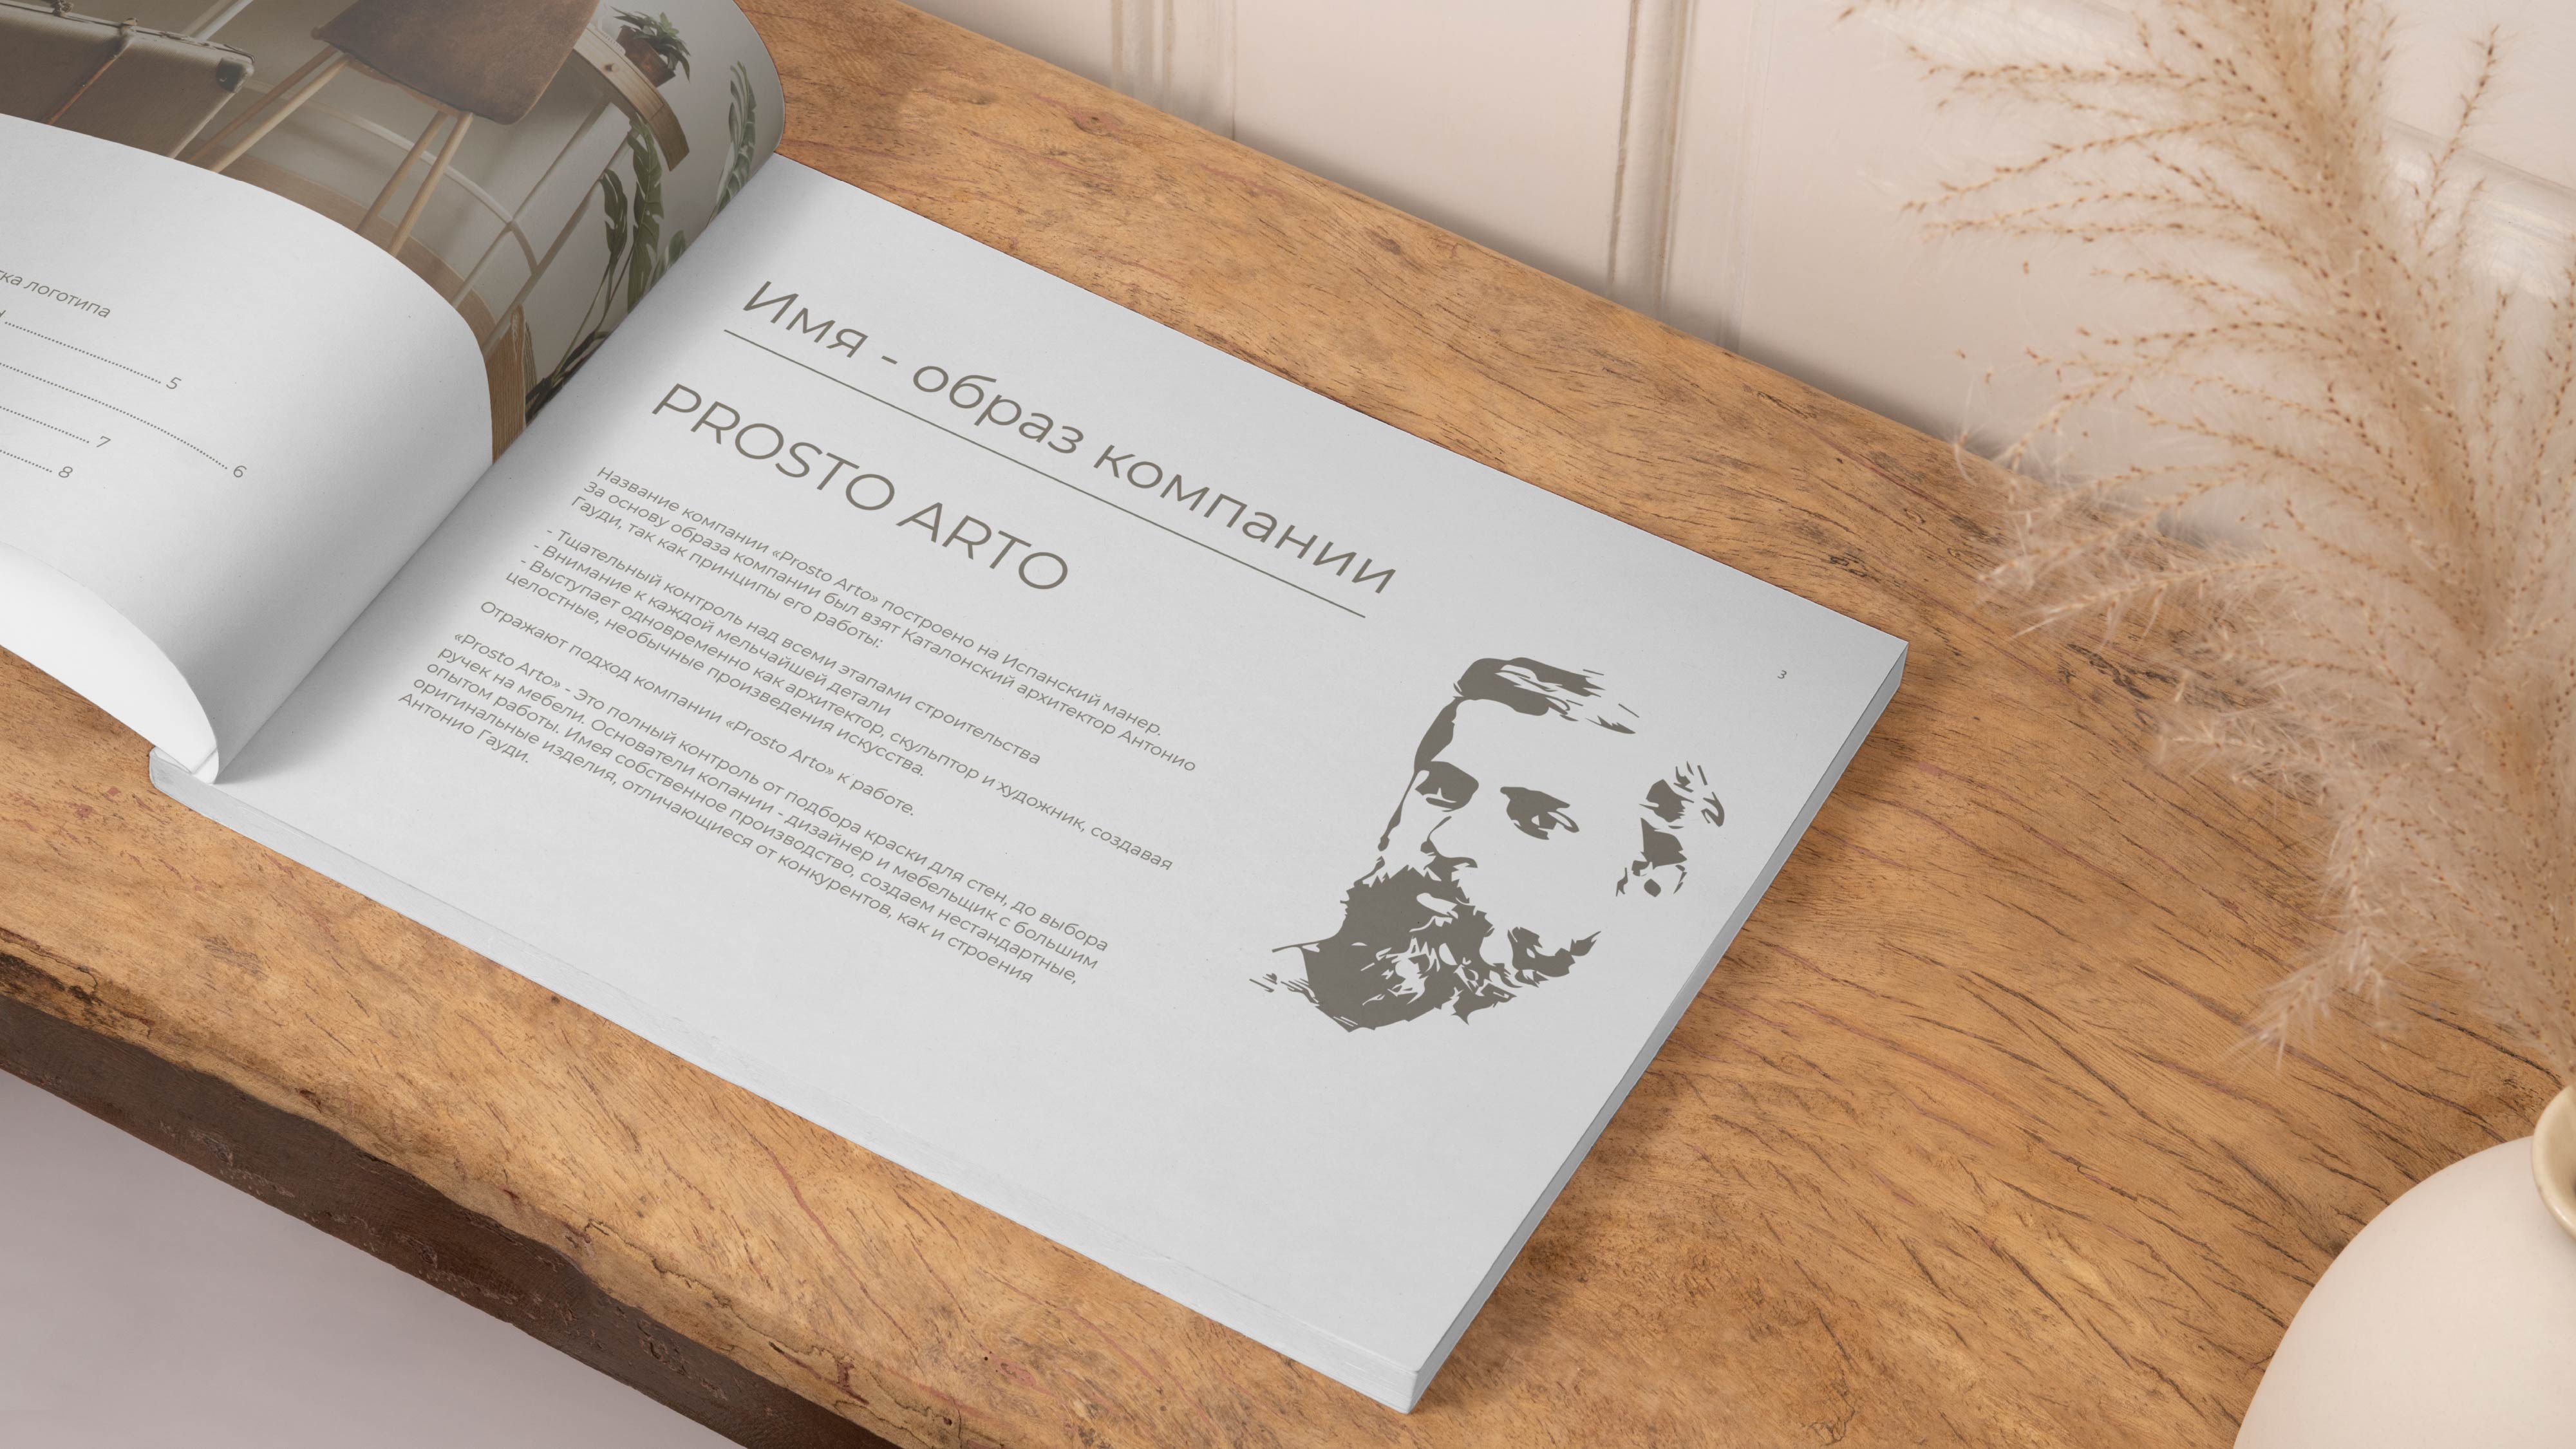 логотипа
5
6
7
8
Имя - образ компании
PROSTO ARTO
Название компании «Prosto Arto» построено на Испанский манер.
За основу образа компании был взят Каталонский архитектор Антонио
Гауди, так как принципы его работы:
- Тщательный контроль над всеми этапами строительства
- Внимание к каждой мельчайшей детали
- Выступает одновременно как архитектор, скульптор и художник, создавая
целостные, необычные произведения искусства.
Отражают подход компании «Prosto Arto» к работе.
«Prosto Arto» - Это полный контроль от подбора краски для стен, до выбора
ручек на мебели. Основатели копании - дизайнер и мебельщик с большим
опытом работы. Имея собственное производство, создаем нестандартные,
оригинальные изделия, отличающиеся от конкурентов, как и строения
Антонио Гауди.
3